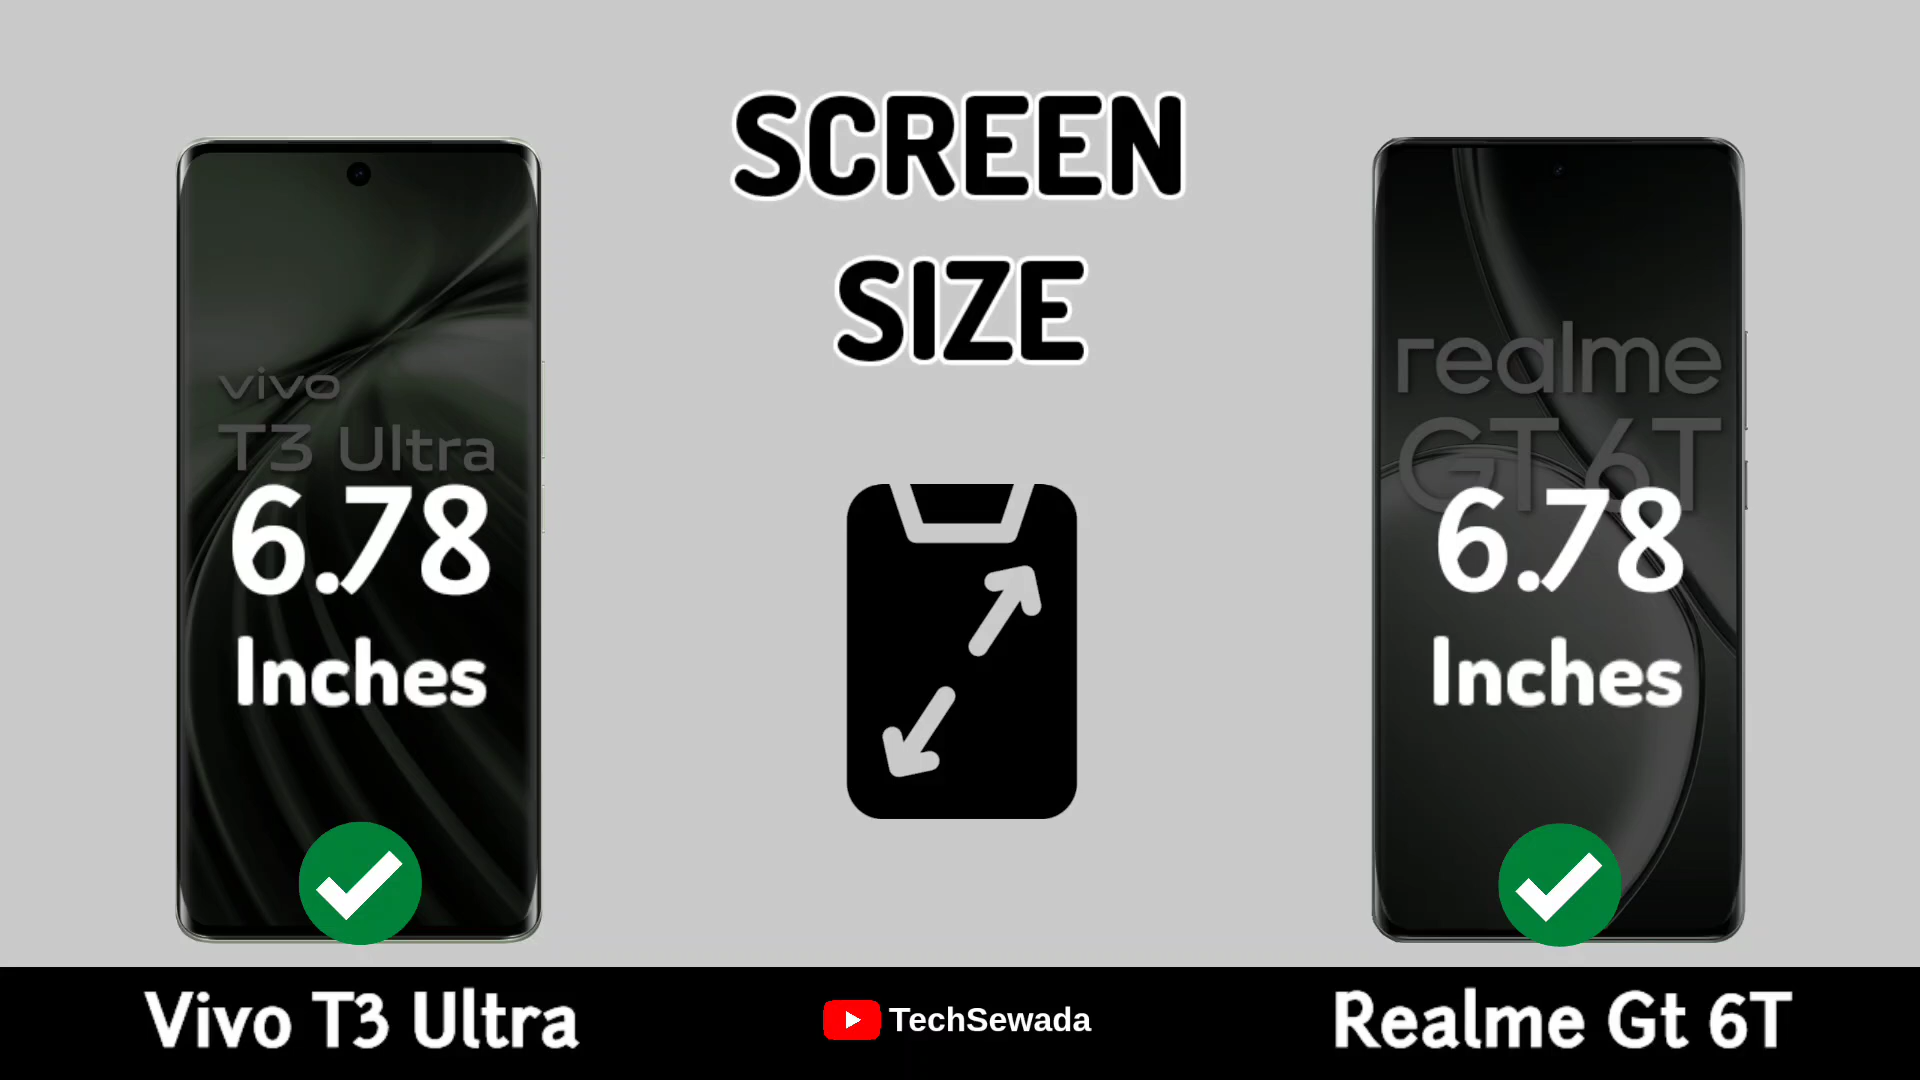 SCREEN
SIZE
vivo
T3 Ultra
6.78
Inches
realme
GT 6T
6.78
Inches
Vivo T3 Ultra
TechSewada
Realme Gt 6T